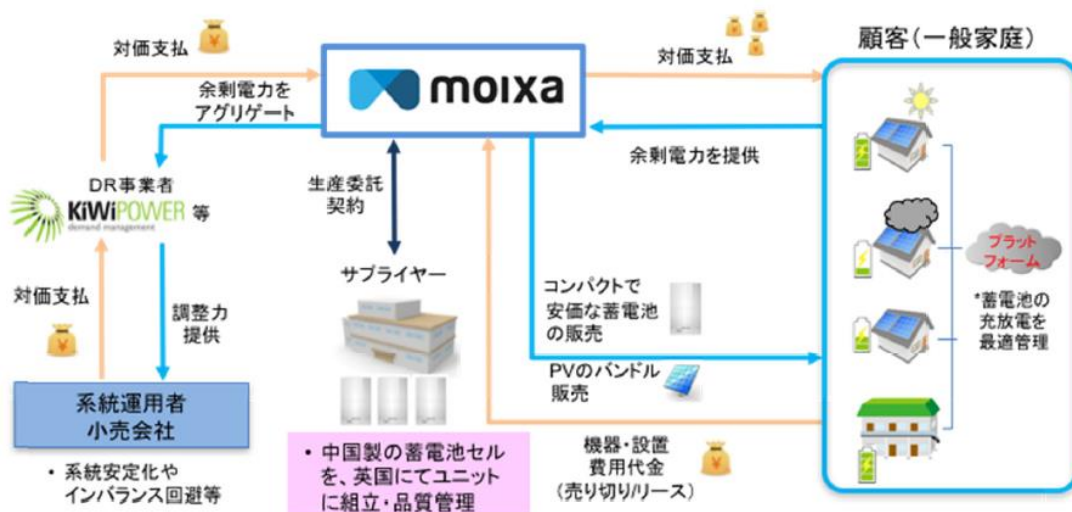 対価支払
moixa
対価支払
顧客(一般家庭)
余剰電力を
アグリゲート
余剰電力を提供
DR事業者
KiWiPOWER 等
demand management
生産委託
契約
プラット
フォーム
*蓄電池の
充放電を
最適管理
対価支払
調整力
提供
サプライヤー
コンパクトで
安価な蓄電池
の販売
PVのバンドル
販売
系統運用者
小売会社
• 系統安定化や
インバランス回避等
• 中国製の蓄電池セル
を、英国にてユニット
に組立・品質管理
機器・設置
費用代金
(売り切り/リース)